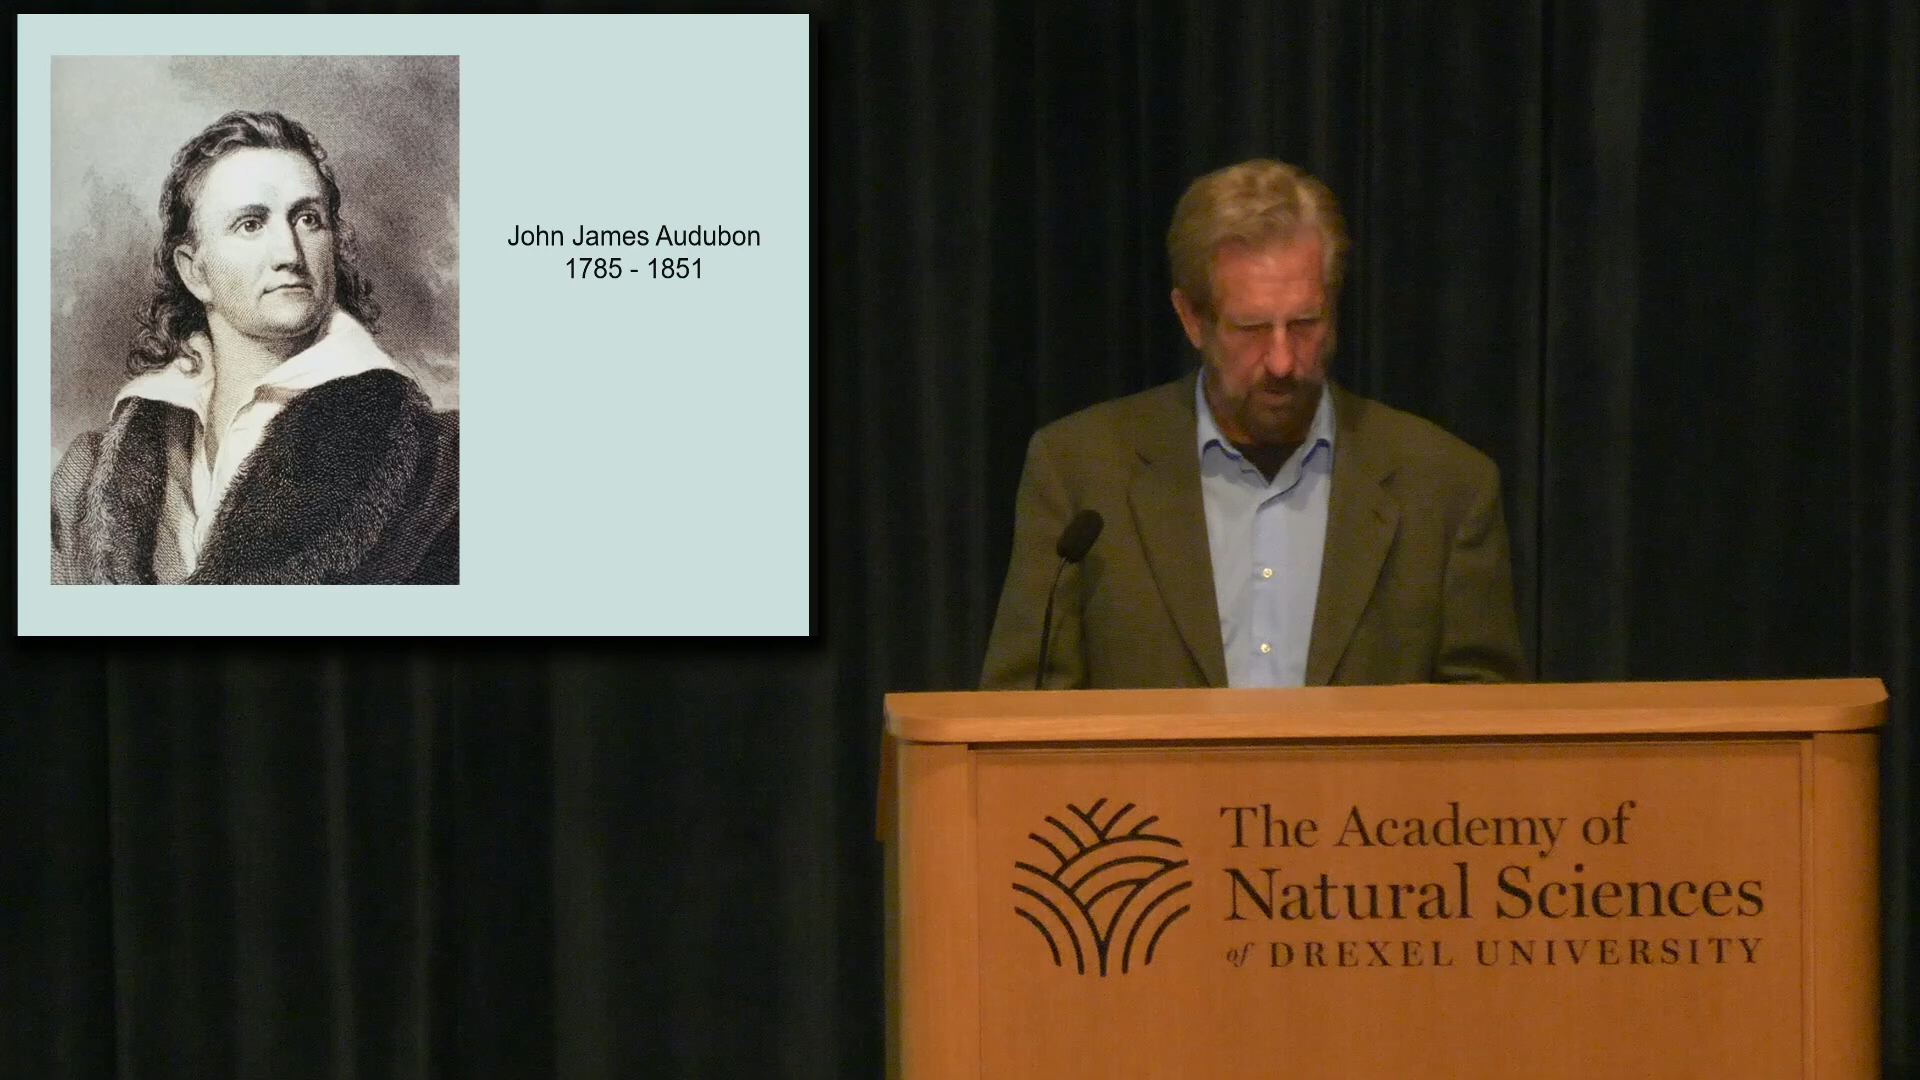 John James Audubon
1785 - 1851
The Academy of
Natural Sciences
of DREXEL UNIVERSITY